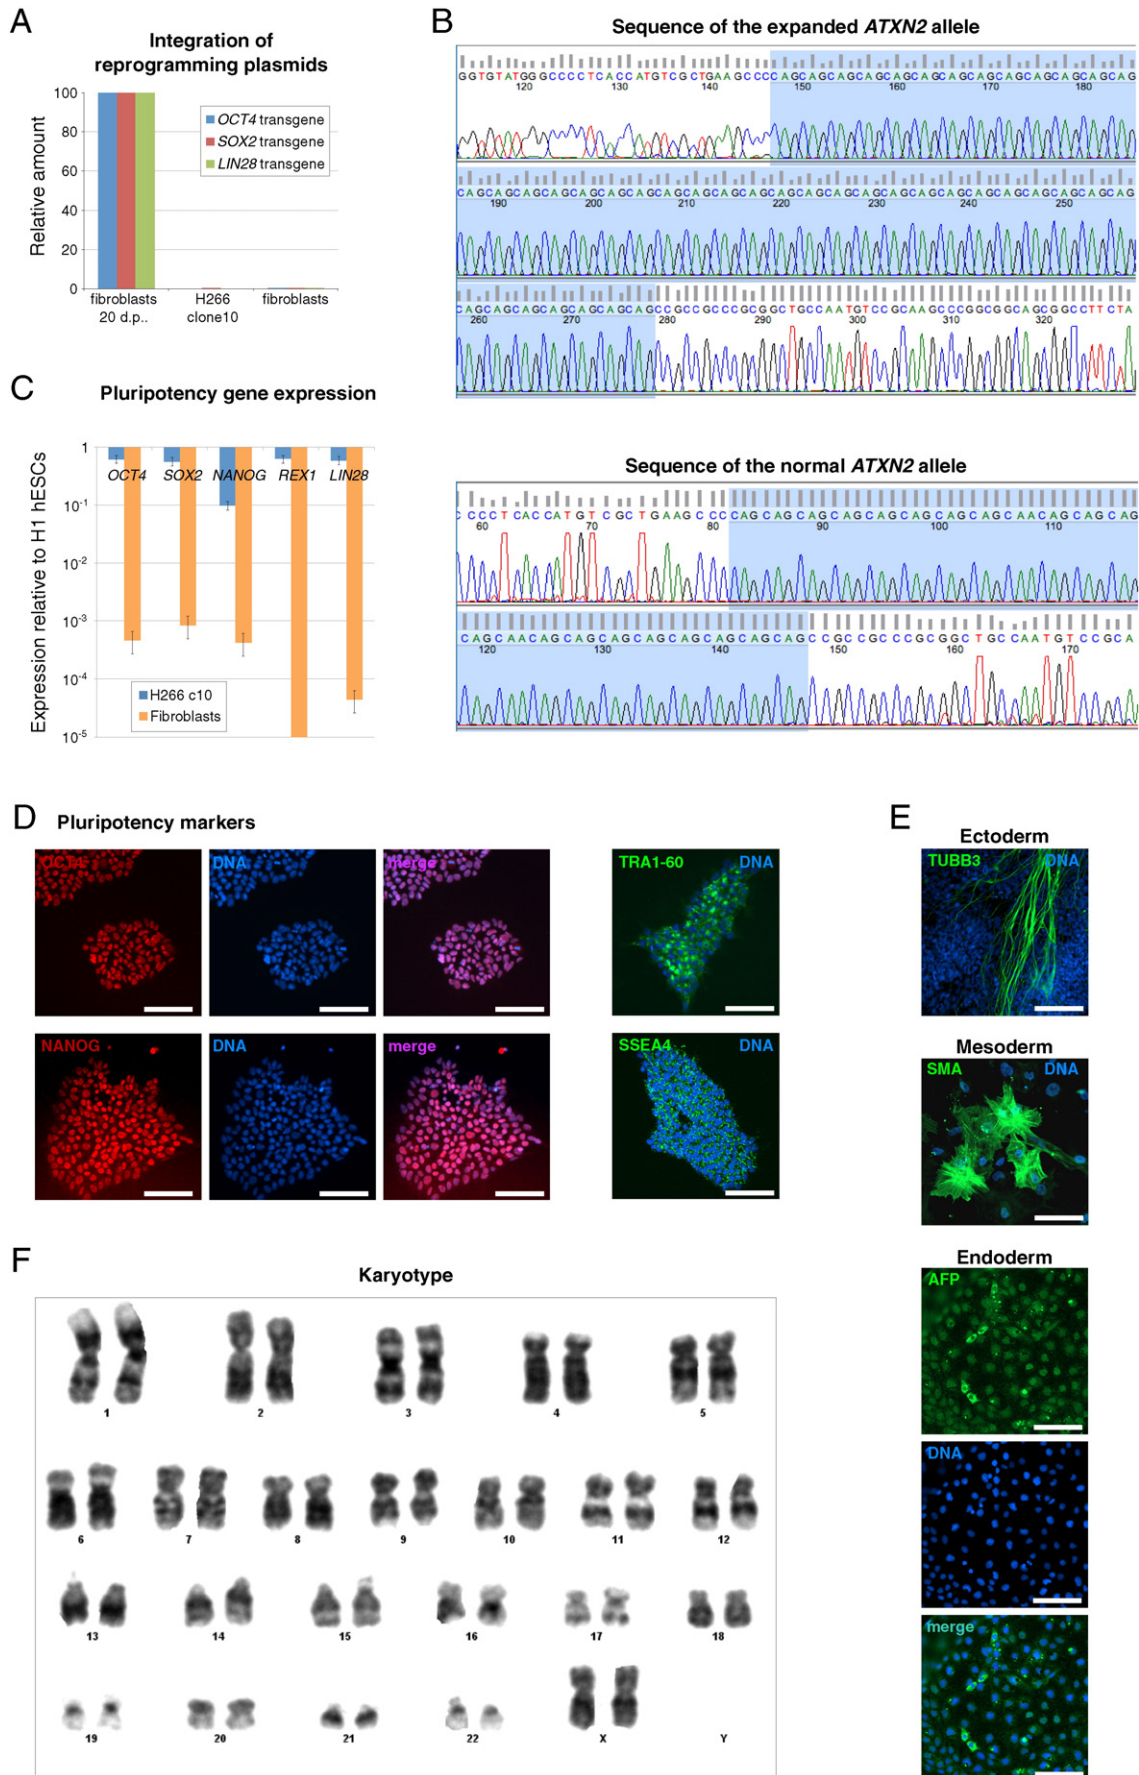 A
Integration of
reprogramming plasmids
Relative amount
100
80
60
40
20
0
OCT4 transgene
SOX2 transgene
LIN28 transgene
fibroblasts
20 d.p..
H266
clone10
fibroblasts
B
Sequence of the expanded ATXN2 allele
GGTGTATGGGCCCCTCACCATGTCGCTGAAGCCCCAGCAGCAGCAGCAGCAGCAGCAGCAGCAGCAGCAGCAG
120 130 140 150 160 170 180
CAGCAGCAGCAGCAGCAGCAGCAGCAGCAGCAGCAGCAGCAGCAGCAGCAGCAGCAGCAGCAGCAGCAG
190 200 210 220 230 240 250
CAGCAGCAGCAGCAGCAGCAGCCGCCGCCCGCGGCTGCCAATGTCCGCAAGCCCGGCGGCAGCGGCCTTCTA
260 270 280 290 300 310 320
Sequence of the normal ATXN2 allele
CCCCTCACCATGTCGCTGAAGCCCCAGCAGCAGCAGCAGCAGCAGCAGCAACAGCAGCAG
60 70 80 90 100 110
CAGCAACAGCAGCAGCAGCAGCAGCAGCAGCCGCCGCCCGCGGCTGCCAATGTCCGCA
120 130 140 150 160 170
C
Pluripotency gene expression
Expression relative to H1 hESCs
1
10-1
10-2
10-3
10-4
10-5
OCT4 SOX2 NANOG REX1 LIN28
H266 c10
Fibroblasts
D
Pluripotency markers
OCT4 DNA merge
TRA1-60 DNA
NANOG DNA merge
SSEA4 DNA
E
Ectoderm
TUBB3 DNA
Mesoderm
SMA DNA
Endoderm
AFP
DNA
merge
F
Karyotype
1 2 3 4 5
6 7 8 9 10 11 12
13 14 15 16 17 18
19 20 21 22 X Y